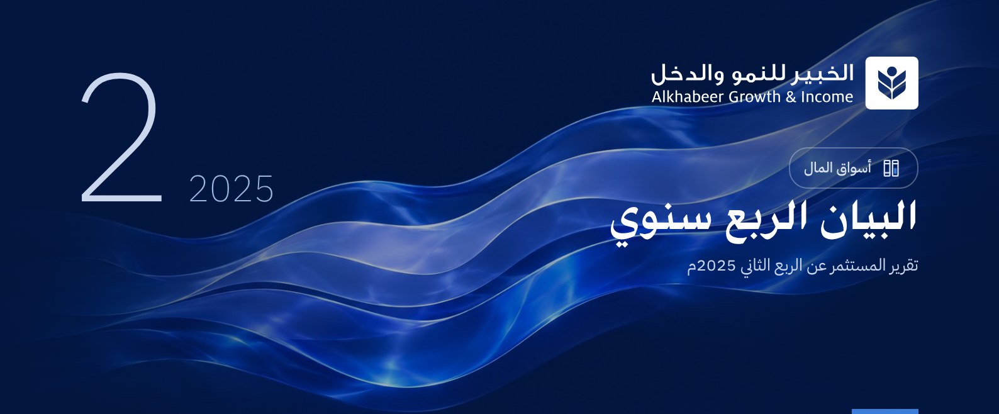 الخبير للنمو والدخل
Alkhabeer Growth & Income
أسواق المال
البيان الربع سنوي
تقرير المستثمر عن الربع الثاني 2025م
2 2025